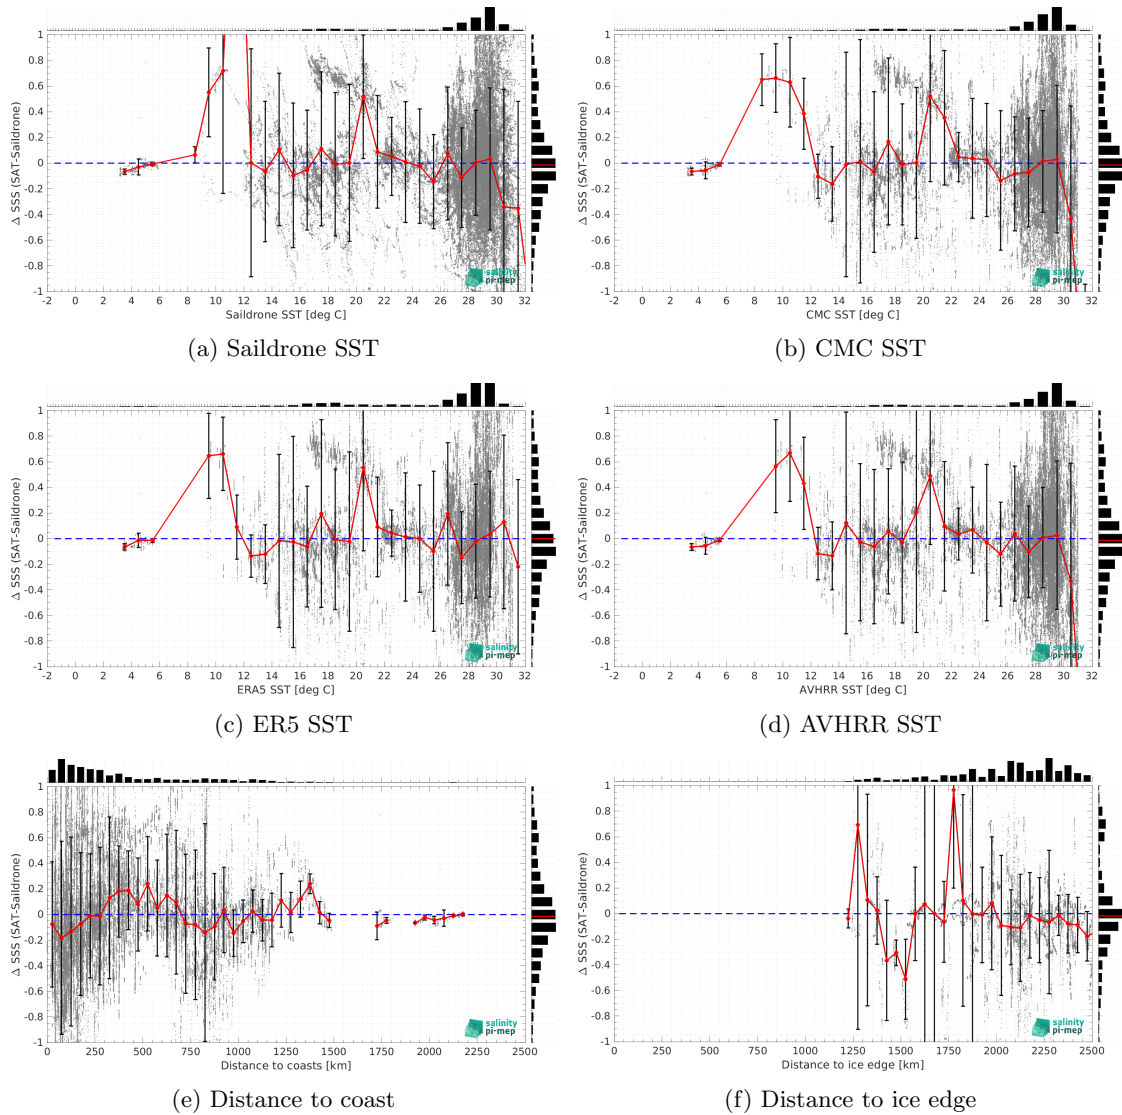 Δ SSS (SAT-Saildrone)
1
0.8
0.6
0.4
0.2
0
-0.2
-0.4
-0.6
-0.8
-1
-2 0 2 4 6 8 10 12 14 16 18 20 22 24 26 28 30 32
Saildrone SST [deg C]
salinity
pi-mep
(a) Saildrone SST
Δ SSS (SAT-Saildrone)
1
0.8
0.6
0.4
0.2
0
-0.2
-0.4
-0.6
-0.8
-1
-2 0 2 4 6 8 10 12 14 16 18 20 22 24 26 28 30 32
CMC SST [deg C]
salinity
pi-mep
(b) CMC SST
Δ SSS (SAT-Saildrone)
1
0.8
0.6
0.4
0.2
0
-0.2
-0.4
-0.6
-0.8
-1
-2 0 2 4 6 8 10 12 14 16 18 20 22 24 26 28 30 32
ERA5 SST [deg C]
salinity
pi-mep
(c) ER5 SST
Δ SSS (SAT-Saildrone)
1
0.8
0.6
0.4
0.2
0
-0.2
-0.4
-0.6
-0.8
-1
-2 0 2 4 6 8 10 12 14 16 18 20 22 24 26 28 30 32
AVHRR SST [deg C]
salinity
pi-mep
(d) AVHRR SST
Δ SSS (SAT-Saildrone)
1
0.8
0.6
0.4
0.2
0
-0.2
-0.4
-0.6
-0.8
-1
0 250 500 750 1000 1250 1500 1750 2000 2250 2500
Distance to coasts [km]
salinity
pi-mep
(e) Distance to coast
Δ SSS (SAT-Saildrone)
1
0.8
0.6
0.4
0.2
0
-0.2
-0.4
-0.6
-0.8
-1
0 250 500 750 1000 1250 1500 1750 2000 2250 2500
Distance to ice edge [km]
salinity
pi-mep
(f) Distance to ice edge